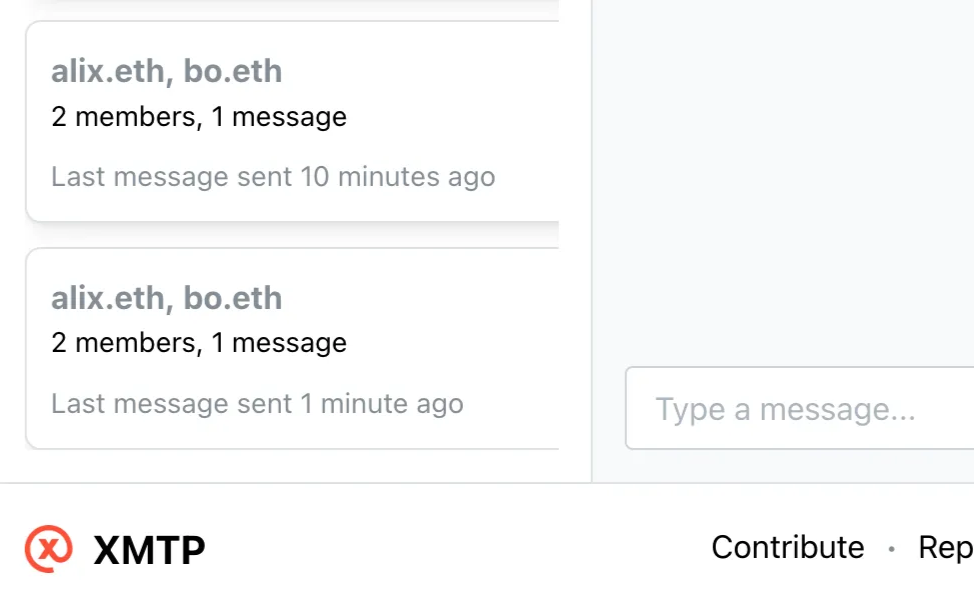 alix.eth, bo.eth
2 members, 1 message
Last message sent 10 minutes ago
alix.eth, bo.eth
2 members, 1 message
Last message sent 1 minute ago
Type a message...
XMTP
Contribute · Rep